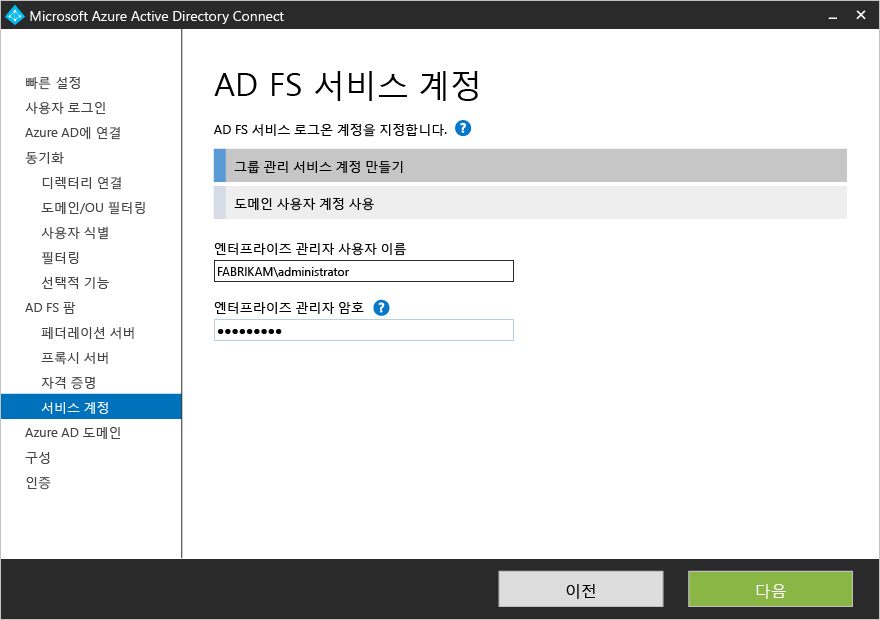 Microsoft Azure Active Directory Connect
빠른 설정
사용자 로그인
Azure AD에 연결
동기화
디렉터리 연결
도메인/OU 필터링
사용자 식별
필터링
선택적 기능
AD FS 팜
페더레이션 서버
프록시 서버
자격 증명
서비스 계정
Azure AD 도메인
구성
인증
AD FS 서비스 계정
AD FS 서비스 로그온 계정을 지정합니다. ?
그룹 관리 서비스 계정 만들기
도메인 사용자 계정 사용
엔터프라이즈 관리자 사용자 이름
FABRIKAM\administrator
엔터프라이즈 관리자 암호 ?
●●●●●●●●●
이전
다음